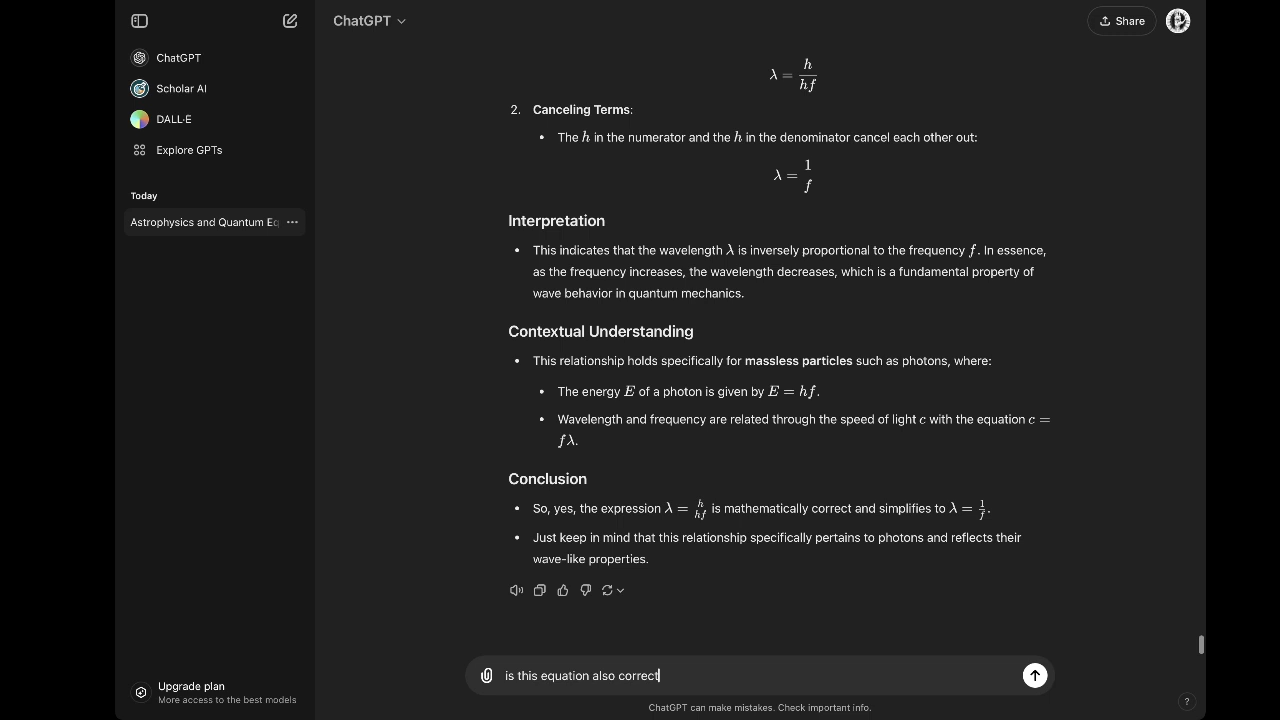 ChatGPT
Share
ChatGPT
Scholar AI
DALL·E
Explore GPTs
Today
Astrophysics and Quantum Eq
λ = h/hf
2. Canceling Terms:
• The h in the numerator and the h in the denominator cancel each other out:
λ = 1/f
Interpretation
• This indicates that the wavelength λ is inversely proportional to the frequency f. In essence,
as the frequency increases, the wavelength decreases, which is a fundamental property of
wave behavior in quantum mechanics.
Contextual Understanding
• This relationship holds specifically for massless particles such as photons, where:
• The energy E of a photon is given by E = hf.
• Wavelength and frequency are related through the speed of light c with the equation c =
fλ.
Conclusion
• So, yes, the expression λ = h/hf is mathematically correct and simplifies to λ = 1/f.
• Just keep in mind that this relationship specifically pertains to photons and reflects their
wave-like properties.
is this equation also correct
Upgrade plan
More access to the best models
ChatGPT can make mistakes. Check important info.
?